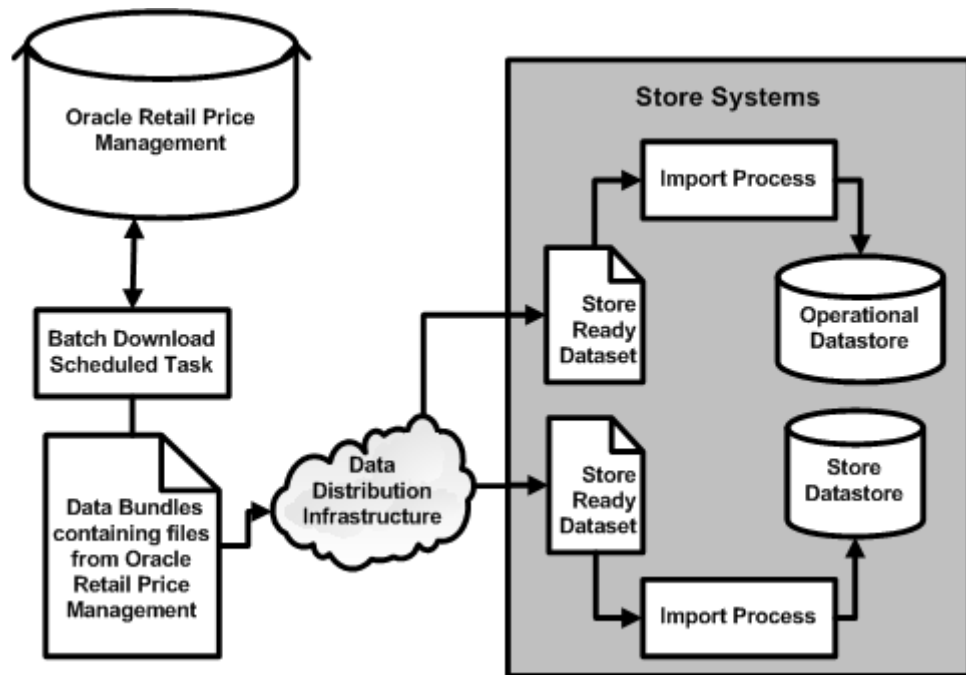 Oracle Retail Price
Management
Batch Download
Scheduled Task
Data Bundles
containing files
from Oracle
Retail Price
Management
Data
Distribution
Infrastructure
Store Systems
Import Process
Store
Ready
Dataset
Operational
Datastore
Store
Ready
Dataset
Store
Datastore
Import Process